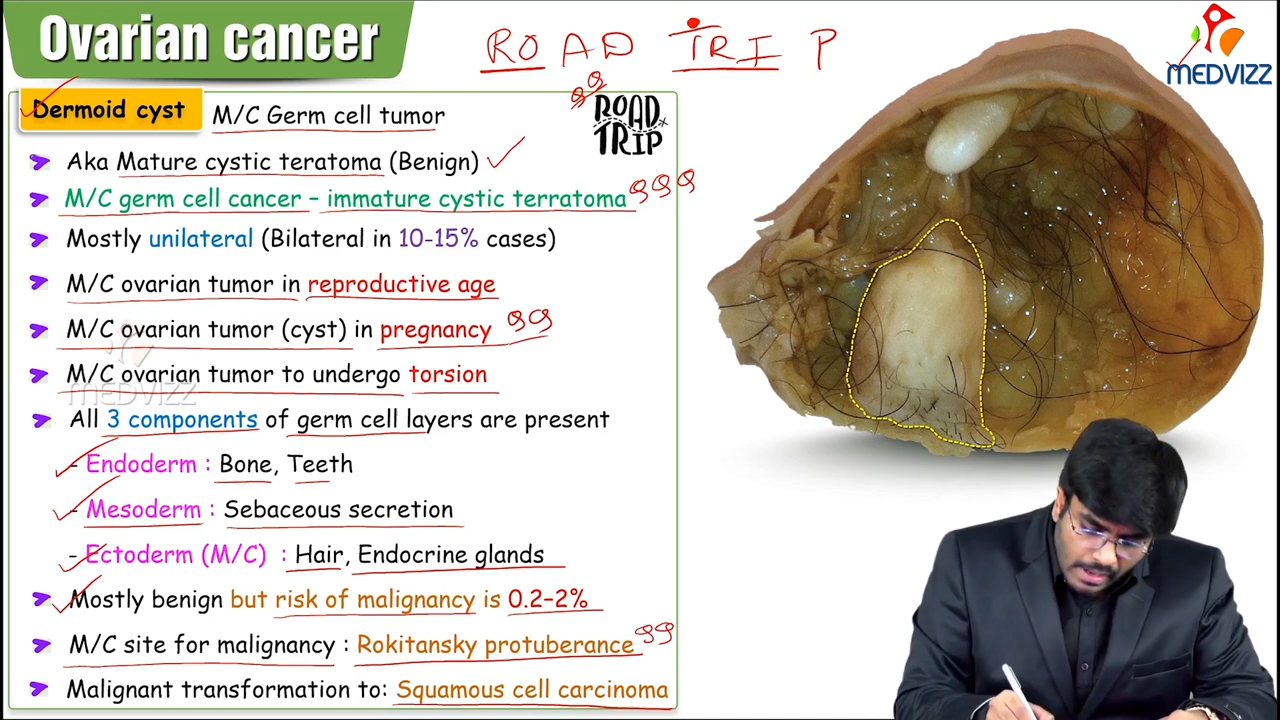 Ovarian cancer
ROAD TRIP
MEDVIZZ
Dermoid cyst
M/C Germ cell tumor
ROAD
TRIP
Aka Mature cystic teratoma (Benign)
M/C germ cell cancer – immature cystic terratoma
Mostly unilateral (Bilateral in 10-15% cases)
M/C ovarian tumor in reproductive age
M/C ovarian tumor (cyst) in pregnancy
M/C ovarian tumor to undergo torsion
MEDVIZZ
All 3 components of germ cell layers are present
- Endoderm : Bone, Teeth
- Mesoderm : Sebaceous secretion
- Ectoderm (M/C) : Hair, Endocrine glands
Mostly benign but risk of malignancy is 0.2-2%
M/C site for malignancy : Rokitansky protuberance
Malignant transformation to: Squamous cell carcinoma